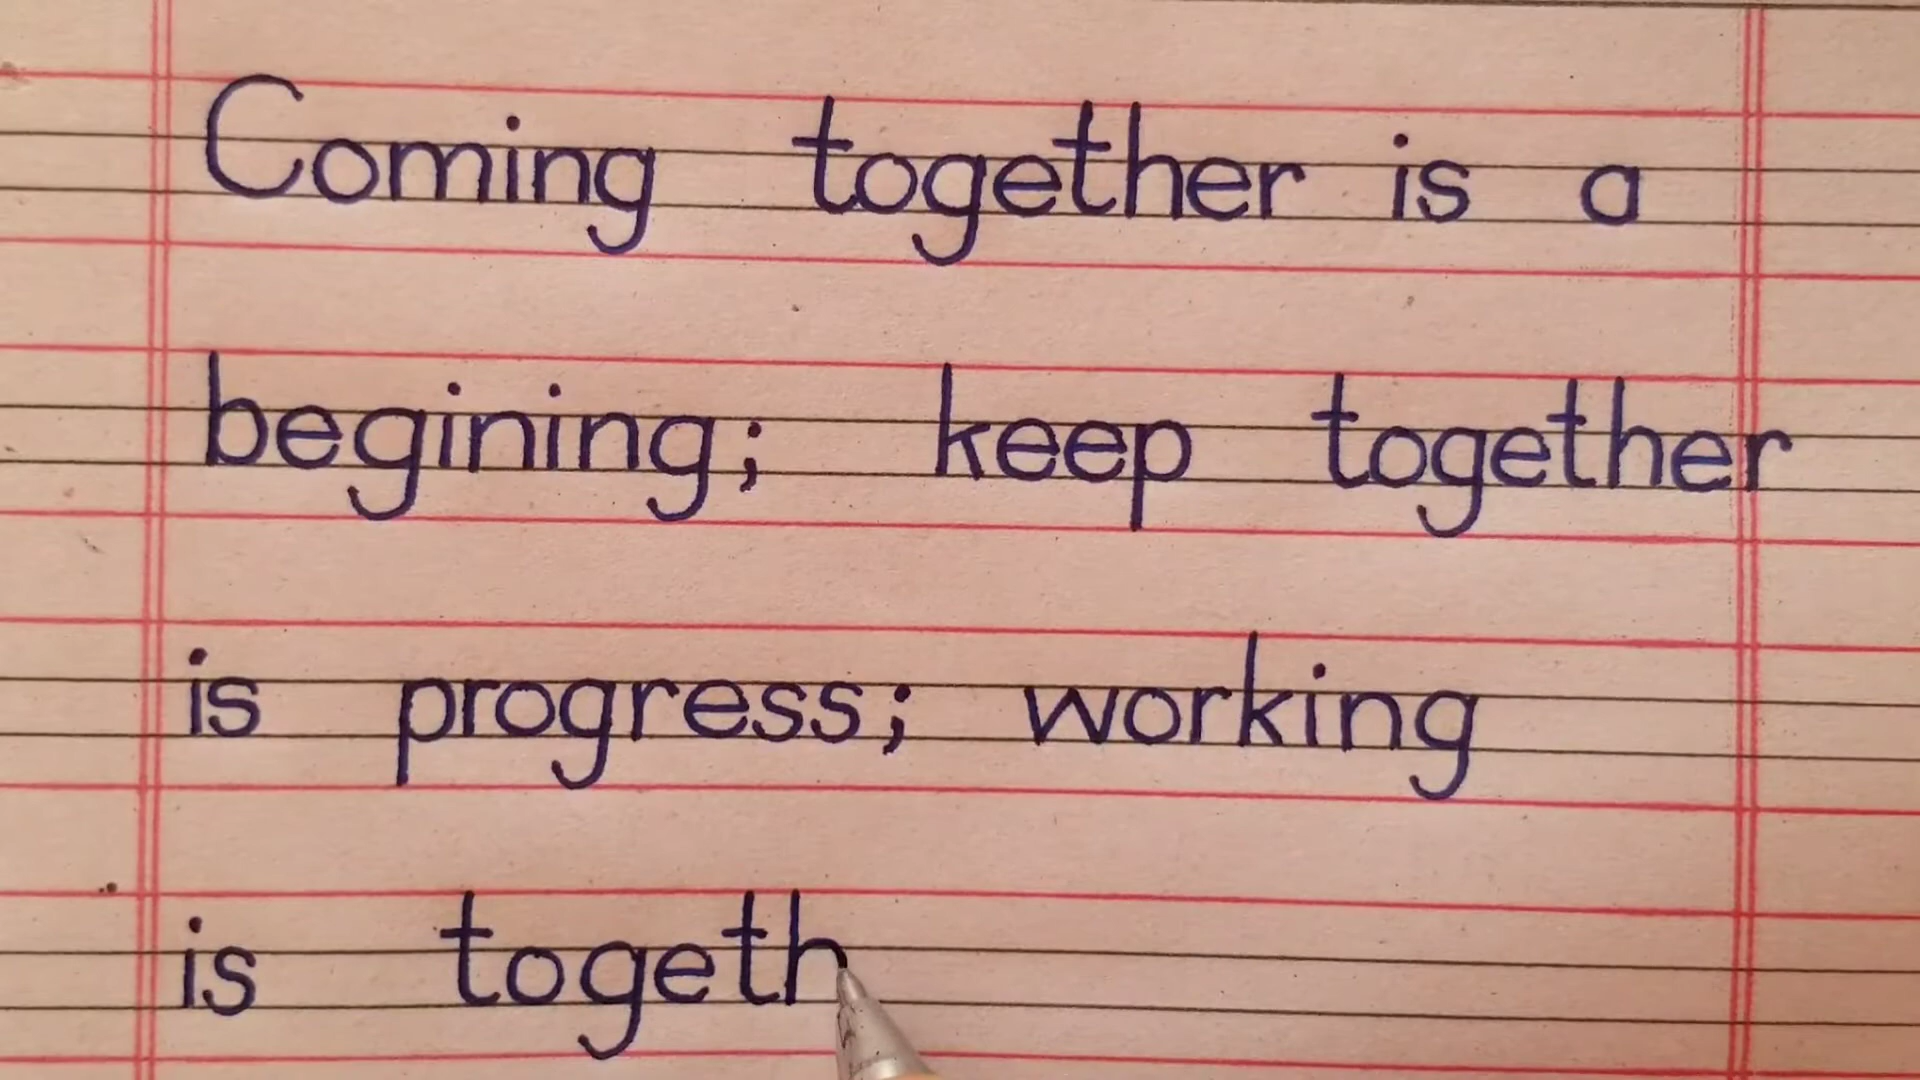 Coming together is a
begining; keep together
is progress; working
is togeth